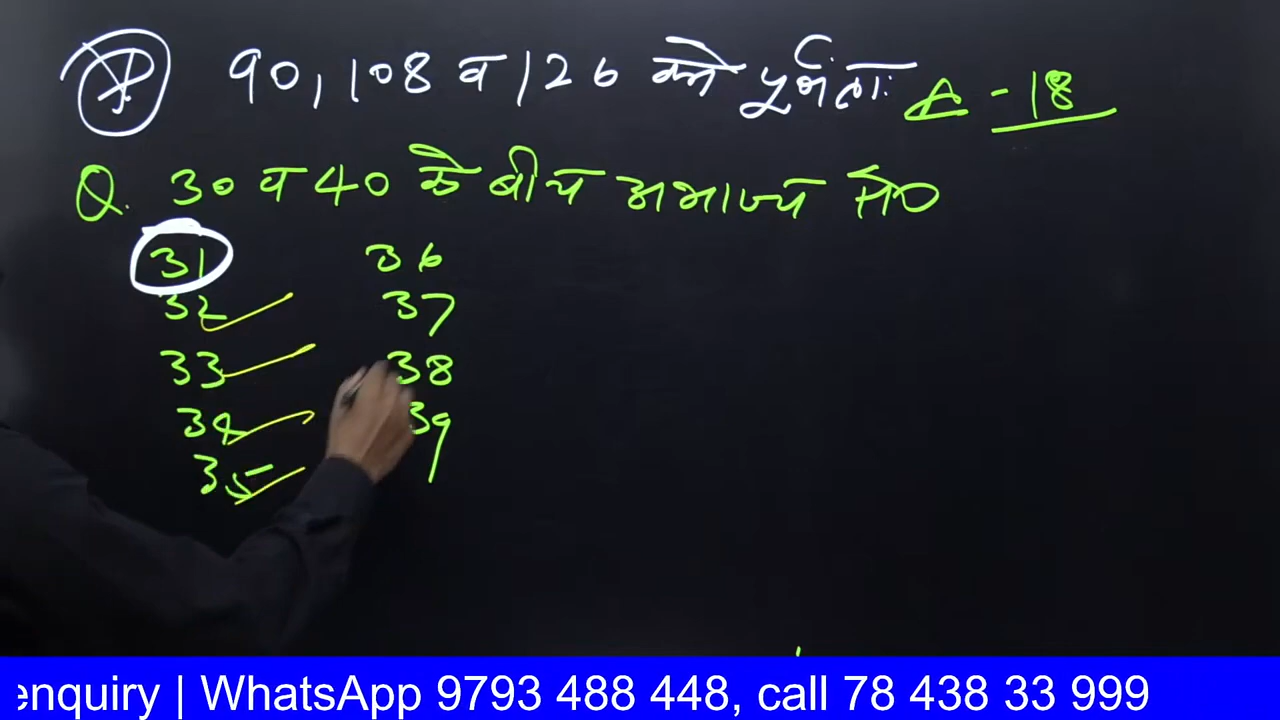 90, 108 व 126 को पूर्णतः A - 18
Q. 30 व 40 के बीच अभाज्य सं०
31 36
32 37
33 38
34 39
35
enquiry | WhatsApp 9793 488 448, call 78 438 33 999